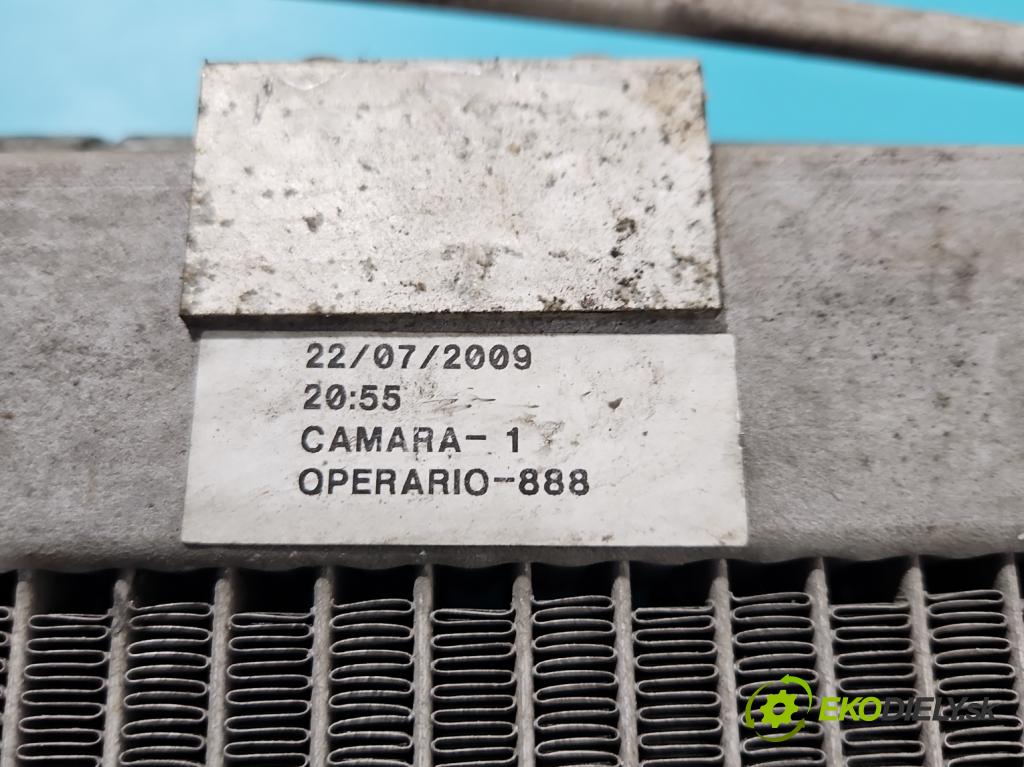 22/07/2009
20:55
CAMARA- 1
OPERARIO-888
EKODIELY.sk